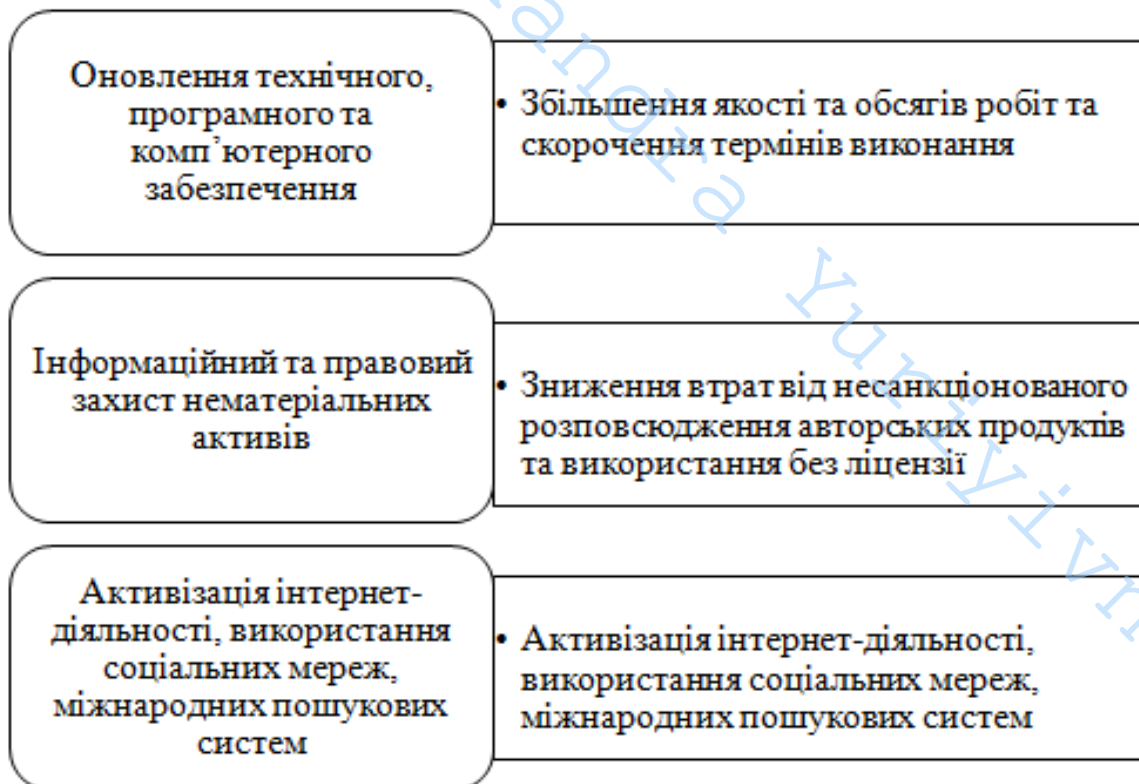 Оновлення технічного,
програмного та
комп’ютерного
забезпечення
• Збільшення якості та обсягів робіт та
скорочення термінів виконання
Інформаційний та правовий
захист нематеріальних
активів
• Зниження втрат від несанкціонованого
розповсюдження авторських продуктів
та використання без ліцензії
Активізація інтернет-
діяльності, використання
соціальних мереж,
міжнародних пошукових
систем
• Активізація інтернет-діяльності,
використання соціальних мереж,
міжнародних пошукових систем
Yuriyivn